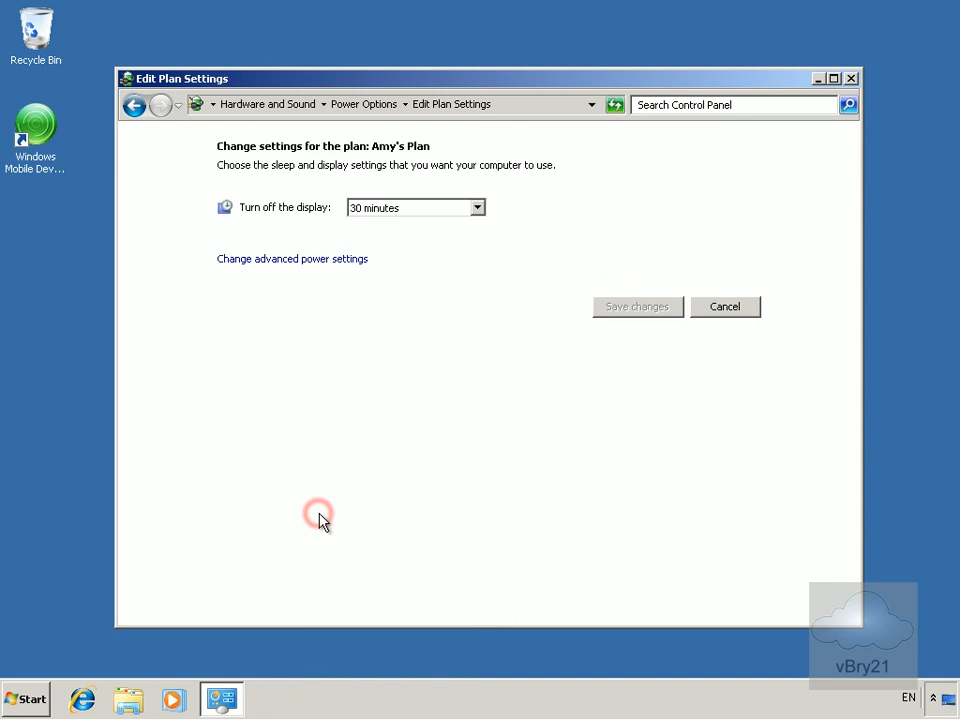 Recycle Bin
Windows
Mobile Dev...
Edit Plan Settings
Hardware and Sound
Power Options
Edit Plan Settings
Search Control Panel
Change settings for the plan: Amy's Plan
Choose the sleep and display settings that you want your computer to use.
Turn off the display:
30 minutes
Change advanced power settings
Save changes
Cancel
vBry21
Start
EN